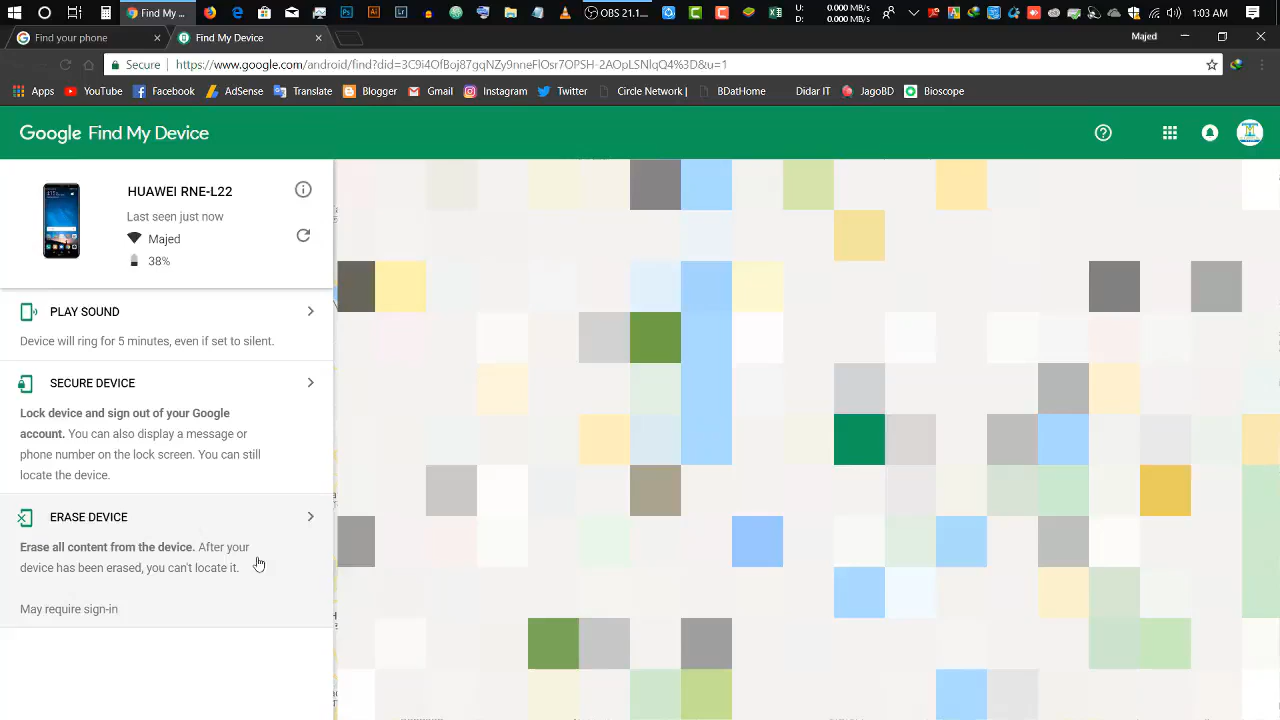 Find My ...
OBS 21.1...
U: 0.000 MB/s
D: 0.000 MB/s
1:03 AM
Find your phone
Find My Device
Majed
Secure
https://www.google.com/android/find?did=3C9i4OfBoj87gqNZy9nneFlOsr7OPSH-2AOpLSNlqQ4%3D&u=1
Apps
YouTube
Facebook
AdSense
Translate
Blogger
Gmail
Instagram
Twitter
Circle Network |
BDatHome
Didar IT
JagoBD
Bioscope
Google Find My Device
HUAWEI RNE-L22
Last seen just now
Majed
38%
PLAY SOUND
Device will ring for 5 minutes, even if set to silent.
SECURE DEVICE
Lock device and sign out of your Google
account. You can also display a message or
phone number on the lock screen. You can still
locate the device.
ERASE DEVICE
Erase all content from the device. After your
device has been erased, you can't locate it.
May require sign-in